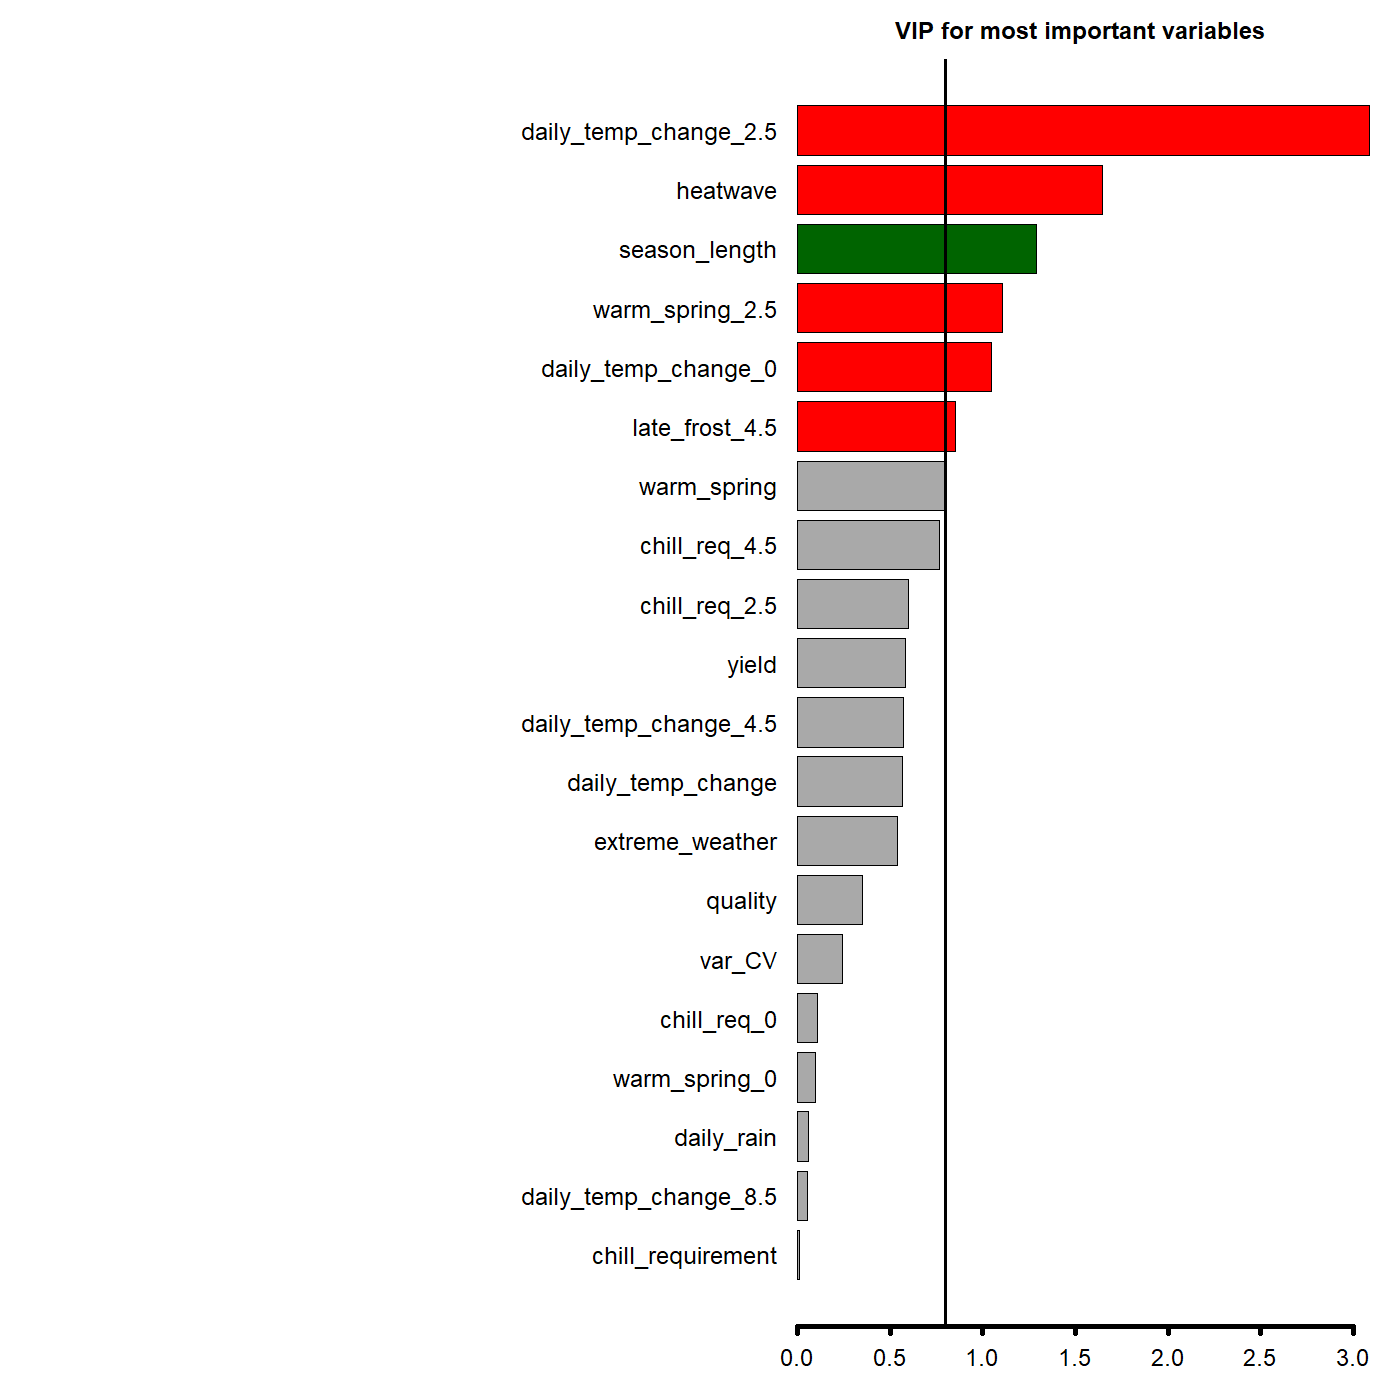 VIP for most important variables
daily_temp_change_2.5
heatwave
season_length
warm_spring_2.5
daily_temp_change_0
late_frost_4.5
warm_spring
chill_req_4.5
chill_req_2.5
yield
daily_temp_change_4.5
daily_temp_change
extreme_weather
quality
var_CV
chill_req_0
warm_spring_0
daily_rain
daily_temp_change_8.5
chill_requirement
0.0 0.5 1.0 1.5 2.0 2.5 3.0